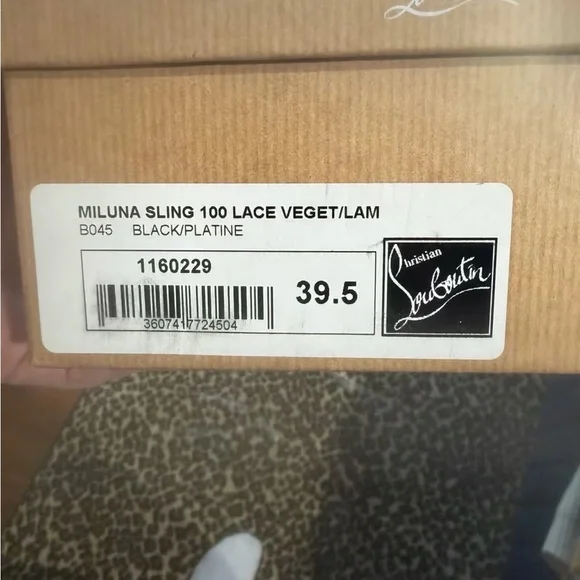 MILUNA SLING 100 LACE VEGET/LAM
B045 BLACK/PLATINE
1160229
3607417724504
39.5
Christian
Louboutin